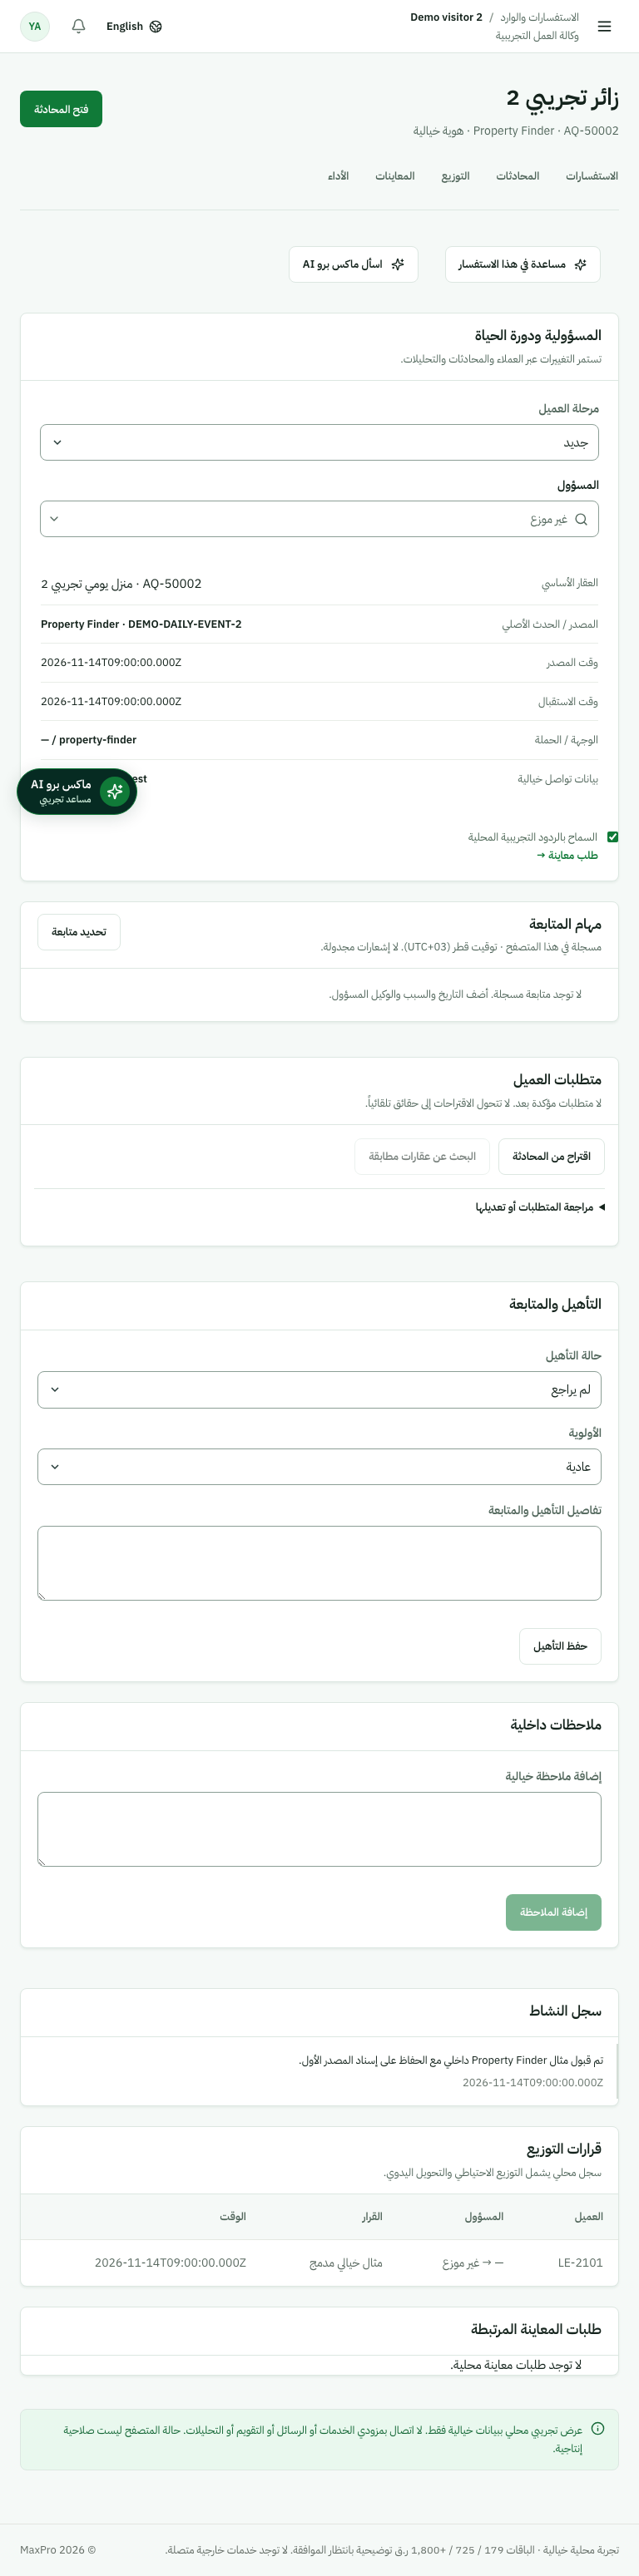 الاستفسارات والوارد / Demo visitor 2
وكالة العمل التجريبية
English
YA
زائر تجريبي 2
Property Finder · AQ-50002 · هوية خيالية
فتح المحادثة
الاستفسارات
المحادثات
التوزيع
المعاينات
الأداء
مساعدة في هذا الاستفسار
اسأل ماكس برو AI
المسؤولية ودورة الحياة
تستمر التغييرات عبر العملاء والمحادثات والتحليلات.
مرحلة العميل
جديد
المسؤول
غير موزع
العقار الأساسي
AQ-50002 · منزل يومي تجريبي 2
المصدر / الحدث الأصلي
Property Finder · DEMO-DAILY-EVENT-2
وقت المصدر
2026-11-14T09:00:00.000Z
وقت الاستقبال
2026-11-14T09:00:00.000Z
الوجهة / الحملة
— / property-finder
بيانات تواصل خيالية
ماكس برو AI
مساعد تجريبي
السماح بالردود التجريبية المحلية
طلب معاينة →
مهام المتابعة
مسجلة في هذا المتصفح · توقيت قطر (UTC+03). لا إشعارات مجدولة.
تحديد متابعة
لا توجد متابعة مسجلة. أضف التاريخ والسبب والوكيل المسؤول.
متطلبات العميل
لا متطلبات مؤكدة بعد. لا تتحول الاقتراحات إلى حقائق تلقائياً.
اقتراح من المحادثة
البحث عن عقارات مطابقة
مراجعة المتطلبات أو تعديلها
التأهيل والمتابعة
حالة التأهيل
لم يراجع
الأولوية
عادية
تفاصيل التأهيل والمتابعة
حفظ التأهيل
ملاحظات داخلية
إضافة ملاحظة خيالية
إضافة الملاحظة
سجل النشاط
تم قبول مثال Property Finder داخلي مع الحفاظ على إسناد المصدر الأول.
2026-11-14T09:00:00.000Z
قرارات التوزيع
سجل محلي يشمل التوزيع الاحتياطي والتحويل اليدوي.
العميل المسؤول القرار الوقت
LE-2101 — → غير موزع مثال خيالي مدمج 2026-11-14T09:00:00.000Z
طلبات المعاينة المرتبطة
لا توجد طلبات معاينة محلية.
عرض تجريبي محلي ببيانات خيالية فقط. لا اتصال بمزودي الخدمات أو الرسائل أو التقويم أو التحليلات. حالة المتصفح ليست صلاحية
إنتاجية.
تجربة محلية خيالية · الباقات 179 / 725 / +1,800 ر.ق توضيحية بانتظار الموافقة. لا توجد خدمات خارجية متصلة.
© 2026 MaxPro